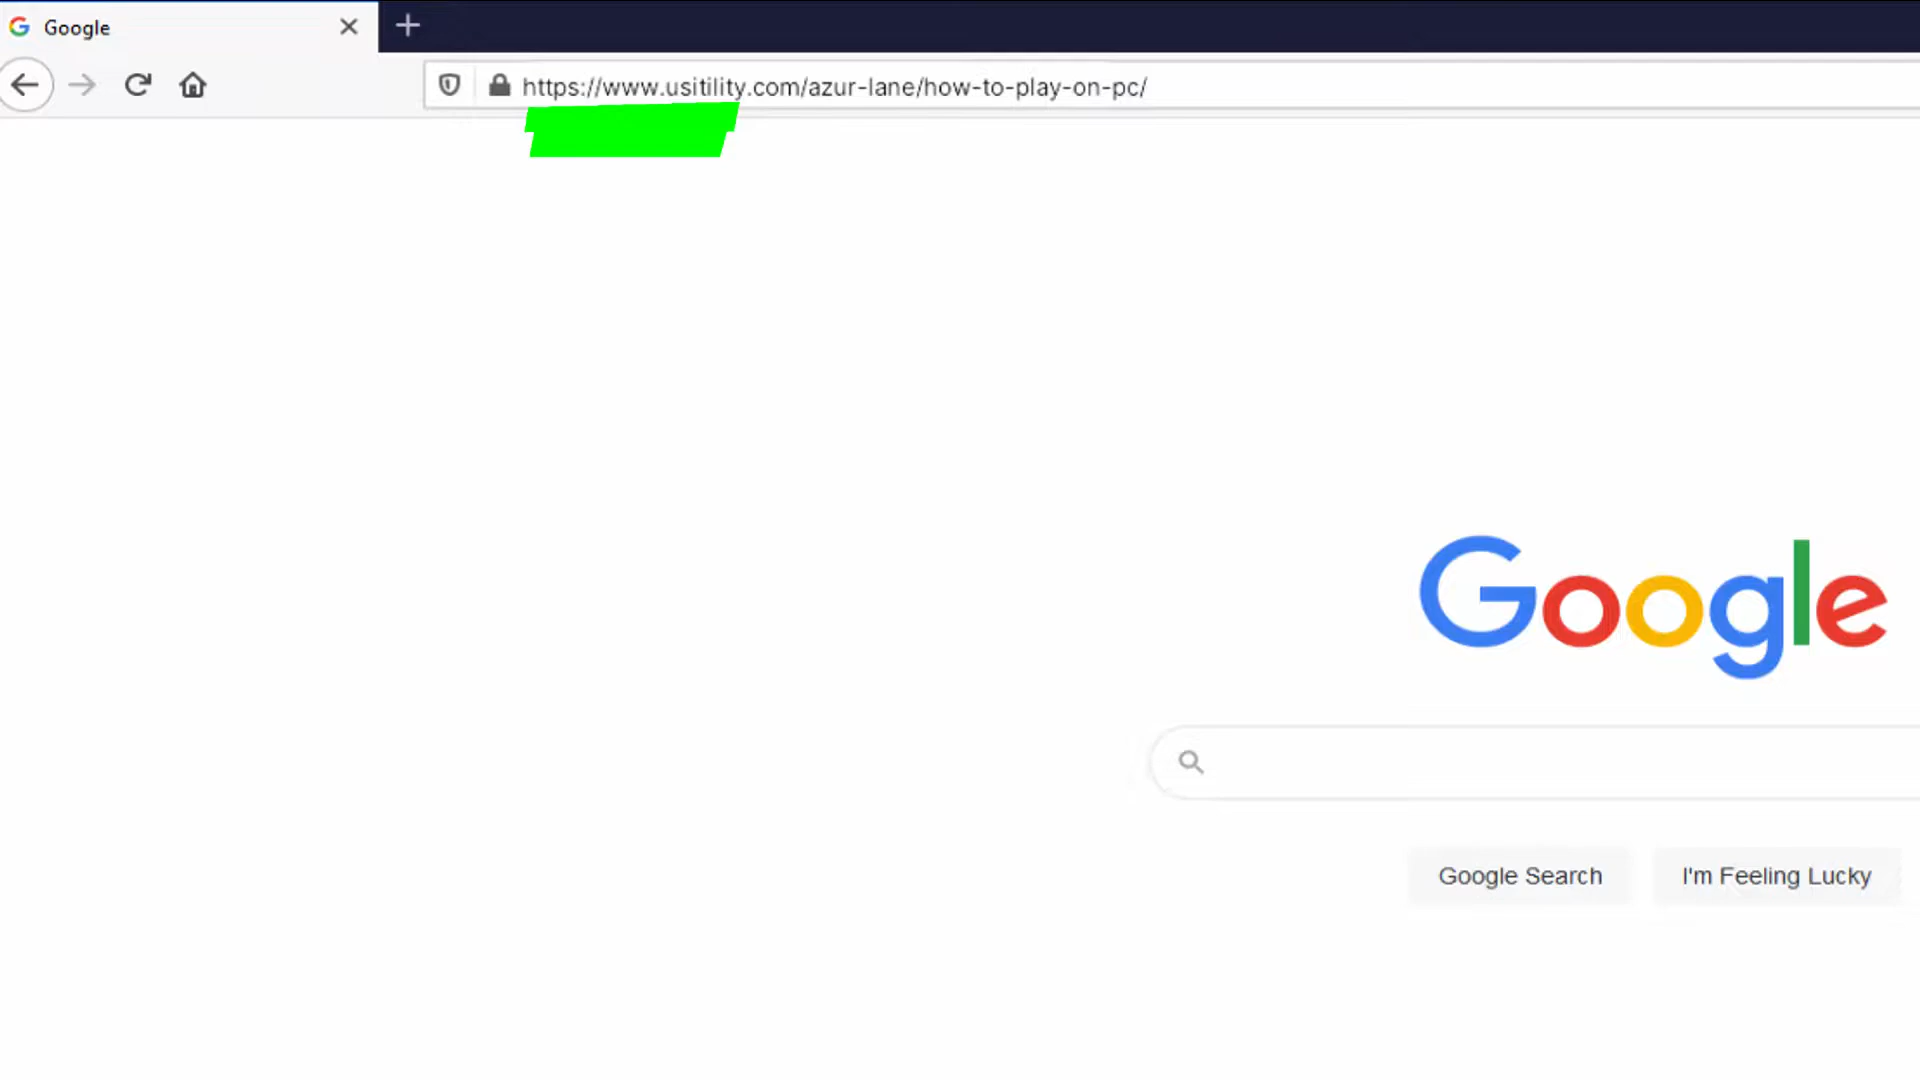 Google
https://www.usitility.com/azur-lane/how-to-play-on-pc/
Google
Google Search
I'm Feeling Lucky